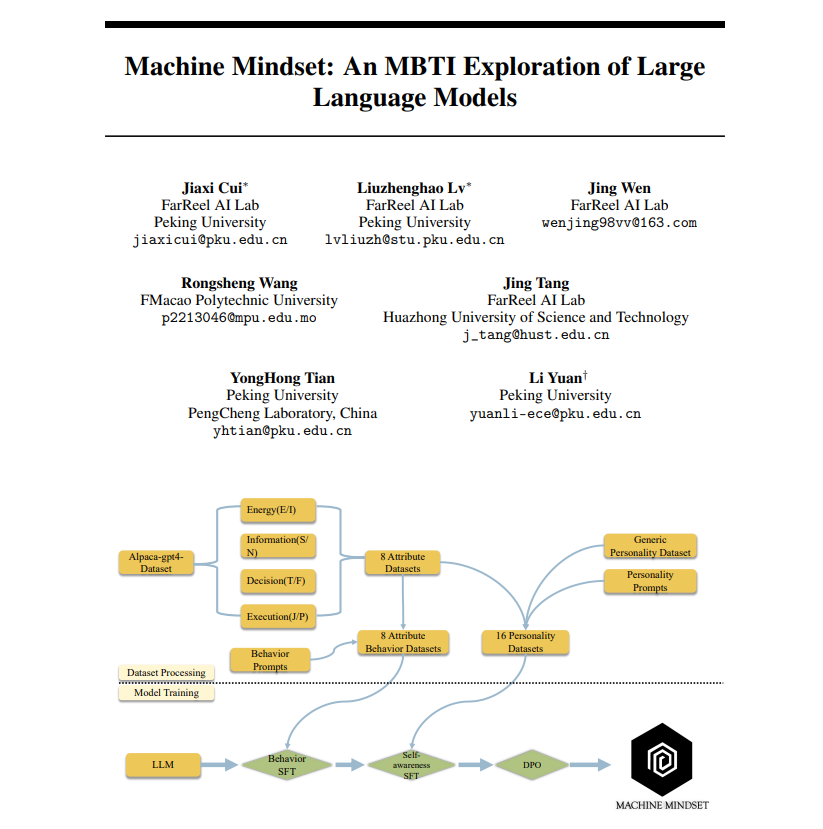 Machine Mindset: An MBTI Exploration of Large
Language Models
Jiaxi Cui*
FarReel AI Lab
Peking University
jiaxicui@pku.edu.cn
Liuzhenghao Lv*
FarReel AI Lab
Peking University
lvliuzh@stu.pku.edu.cn
Jing Wen
FarReel AI Lab
wenjing98vv@163.com
Rongsheng Wang
FMacao Polytechnic University
p2213046@mpu.edu.mo
Jing Tang
FarReel AI Lab
Huazhong University of Science and Technology
j_tang@hust.edu.cn
YongHong Tian
Peking University
PengCheng Laboratory, China
yhtian@pku.edu.cn
Li Yuan†
Peking University
yuanli-ece@pku.edu.cn
Alpaca-gpt4-
Dataset
Energy(E/I)
Information(S/
N)
Decision(T/F)
Execution(J/P)
8 Attribute
Datasets
Generic
Personality Dataset
Personality
Prompts
Behavior
Prompts
8 Attribute
Behavior Datasets
16 Personality
Datasets
Dataset Processing
Model Training
LLM
Behavior
SFT
Self-
awareness
SFT
DPO
MACHINE MINDSET